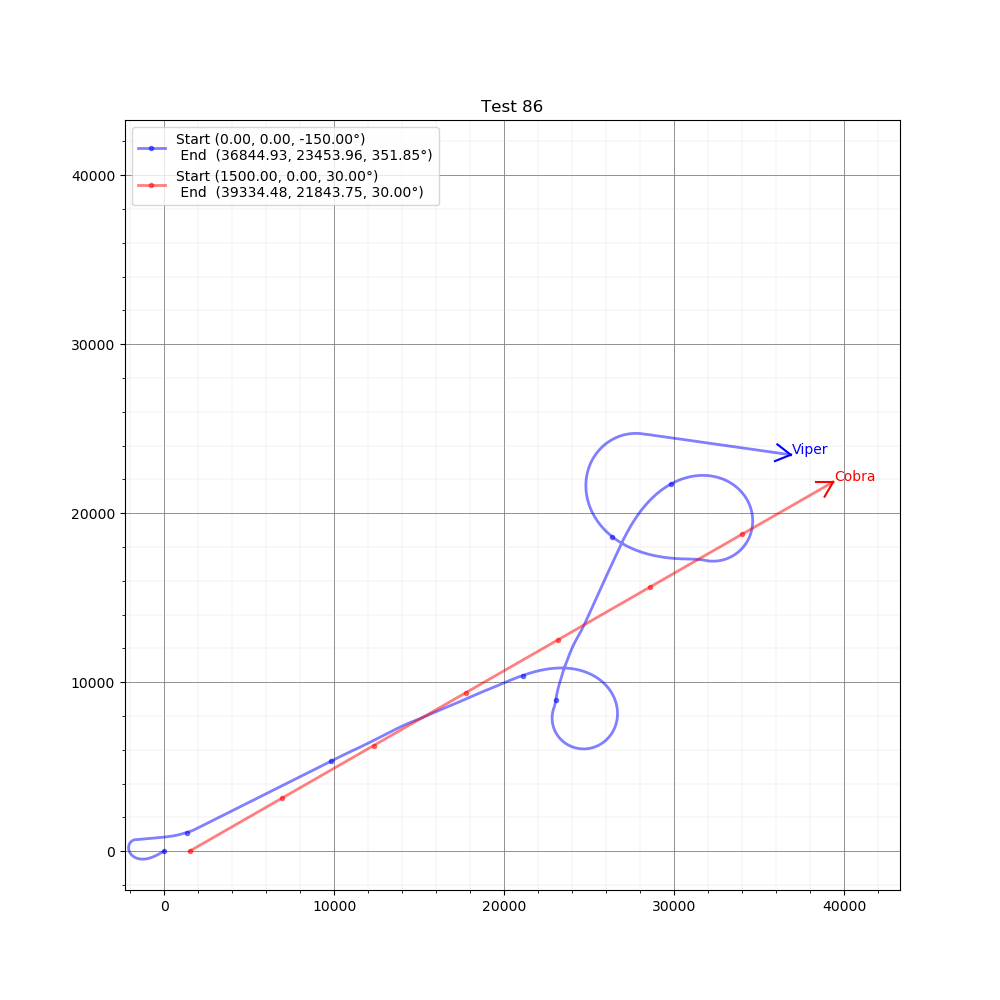 Test 86
Start (0.00, 0.00, -150.00°)
End (36844.93, 23453.96, 351.85°)
Start (1500.00, 0.00, 30.00°)
End (39334.48, 21843.75, 30.00°)
40000
30000
20000
10000
0
Viper
Cobra
0
10000
20000
30000
40000